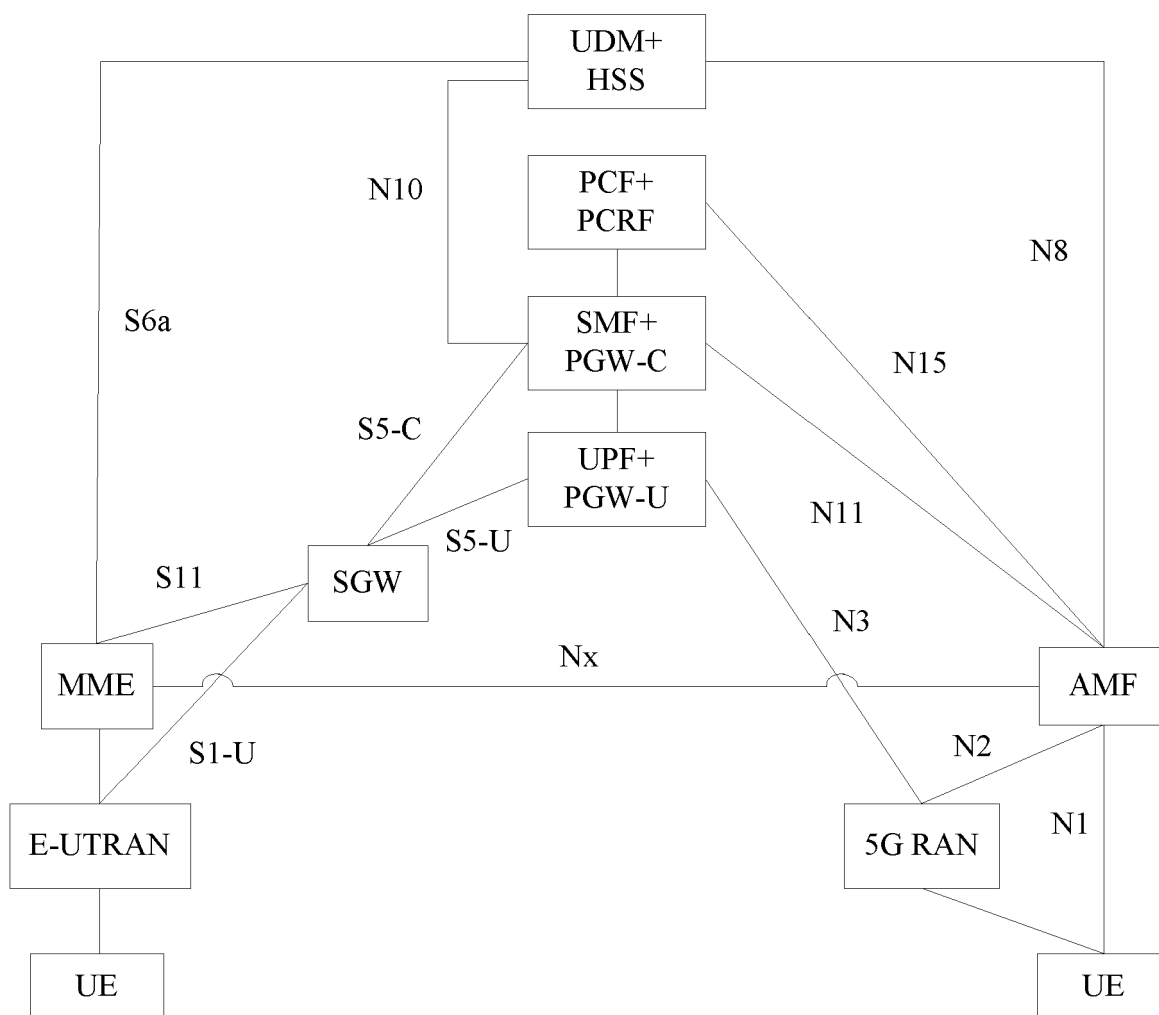 UDM+
HSS
N10
PCF+
PCRF
N8
S6a
SMF+
PGW-C
N15
S5-C
UPF+
PGW-U
N11
S5-U
S11
SGW
N3
Nx
MME
AMF
S1-U
N2
E-UTRAN
5G RAN
N1
UE
UE